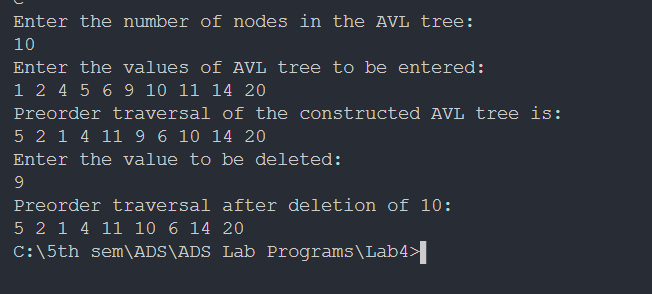 Enter the number of nodes in the AVL tree:
10
Enter the values of AVL tree to be entered:
1 2 4 5 6 9 10 11 14 20
Preorder traversal of the constructed AVL tree is:
5 2 1 4 11 9 6 10 14 20
Enter the value to be deleted:
9
Preorder traversal after deletion of 10:
5 2 1 4 11 10 6 14 20
C:\5th sem\ADS\ADS Lab Programs\Lab4>